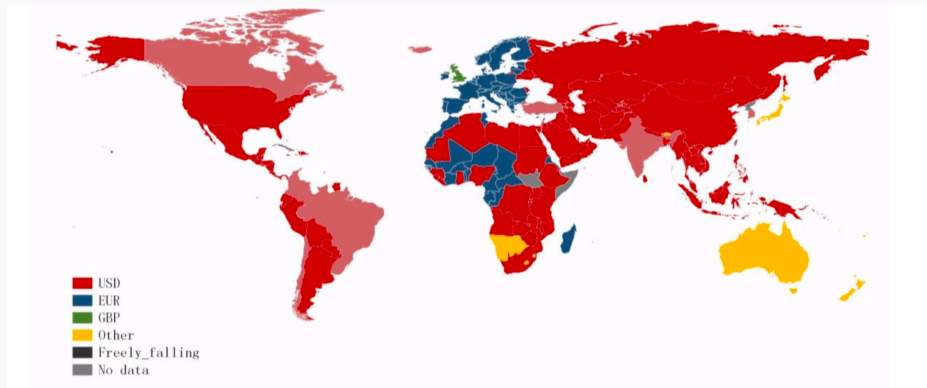 USD
EUR
GBP
Other
Freely_falling
No data